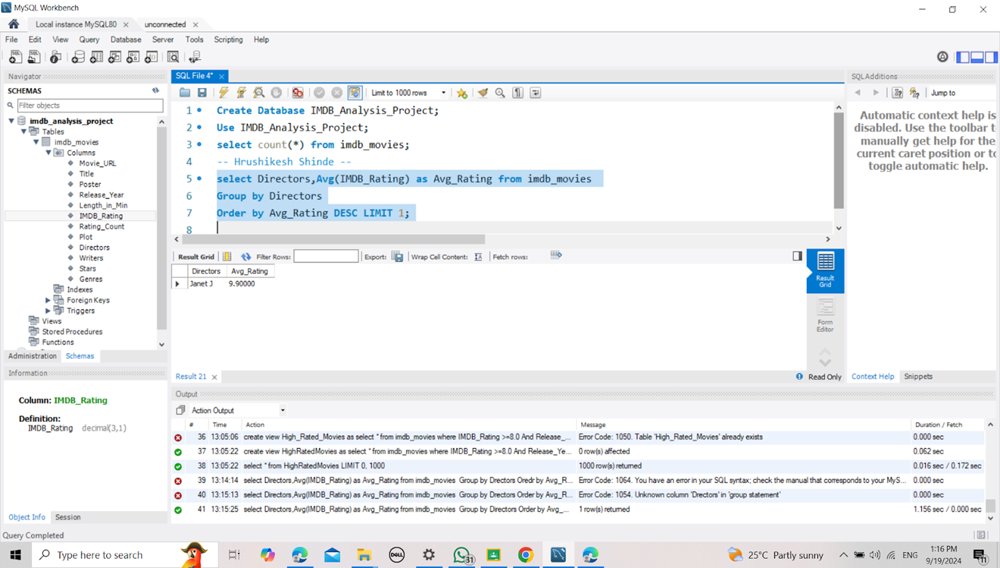 MySQL Workbench
Local instance MySQL80
unconnected
File Edit View Query Database Server Tools Scripting Help
Navigator
SCHEMAS
Filter objects
imdb_analysis_project
Tables
imdb_movies
Columns
Movie_URL
Title
Poster
Release_Year
Length_in_Min
IMDB_Rating
Rating_Count
Plot
Directors
Writers
Stars
Genres
Indexes
Foreign Keys
Triggers
Views
Stored Procedures
Functions
Administration Schemas
Information
Column: IMDB_Rating
Definition:
IMDB_Rating decimal(3,1)
Object Info Session
Query Completed
SQL File 4*
Limit to 1000 rows
1 Create Database IMDB_Analysis_Project;
2 Use IMDB_Analysis_Project;
3 select count(*) from imdb_movies;
4 -- Hrushikesh Shinde --
5 select Directors,Avg(IMDB_Rating) as Avg_Rating from imdb_movies
6 Group by Directors
7 Order by Avg_Rating DESC LIMIT 1;
8
Result Grid Filter Rows: Export: Wrap Cell Content: Fetch rows:
Directors Avg_Rating
Janet J 9.90000
Result Grid
Form Editor
Result 21
Read Only
SQLAdditions
Jump to
Automatic context help is
disabled. Use the toolbar t
manually get help for the
current caret position or to
toggle automatic help.
Context Help Snippets
Output
Action Output
# Time Action Message Duration / Fetch
36 13:05:06 create view High_Rated_Movies as select * from imdb_movies where IMDB_Rating >=8.0 And Release_... Error Code: 1050. Table 'High_Rated_Movies' already exists 0.000 sec
37 13:05:22 create view HighRatedMovies as select * from imdb_movies where IMDB_Rating >=8.0 And Release_Ye... 0 row(s) affected 0.062 sec
38 13:05:22 select * from HighRatedMovies LIMIT 0, 1000 1000 row(s) returned 0.016 sec / 0.172 sec
39 13:14:14 select Directors,Avg(IMDB_Rating) as Avg_Rating from imdb_movies Group by Drectors Oredr by Avg_R... Error Code: 1064. You have an error in your SQL syntax; check the manual that corresponds to your MyS... 0.000 sec
40 13:15:13 select Directors,Avg(IMDB_Rating) as Avg_Rating from imdb_movies Group by Drectors Order by Avg_R... Error Code: 1054. Unknown column 'Drectors' in 'group statement' 0.000 sec
41 13:15:25 select Directors,Avg(IMDB_Rating) as Avg_Rating from imdb_movies Group by Directors Order by Avg_... 1 row(s) returned 1.156 sec / 0.000 sec
Type here to search
DELL
31
25°C Partly sunny
ENG
1:16 PM
9/19/2024
11